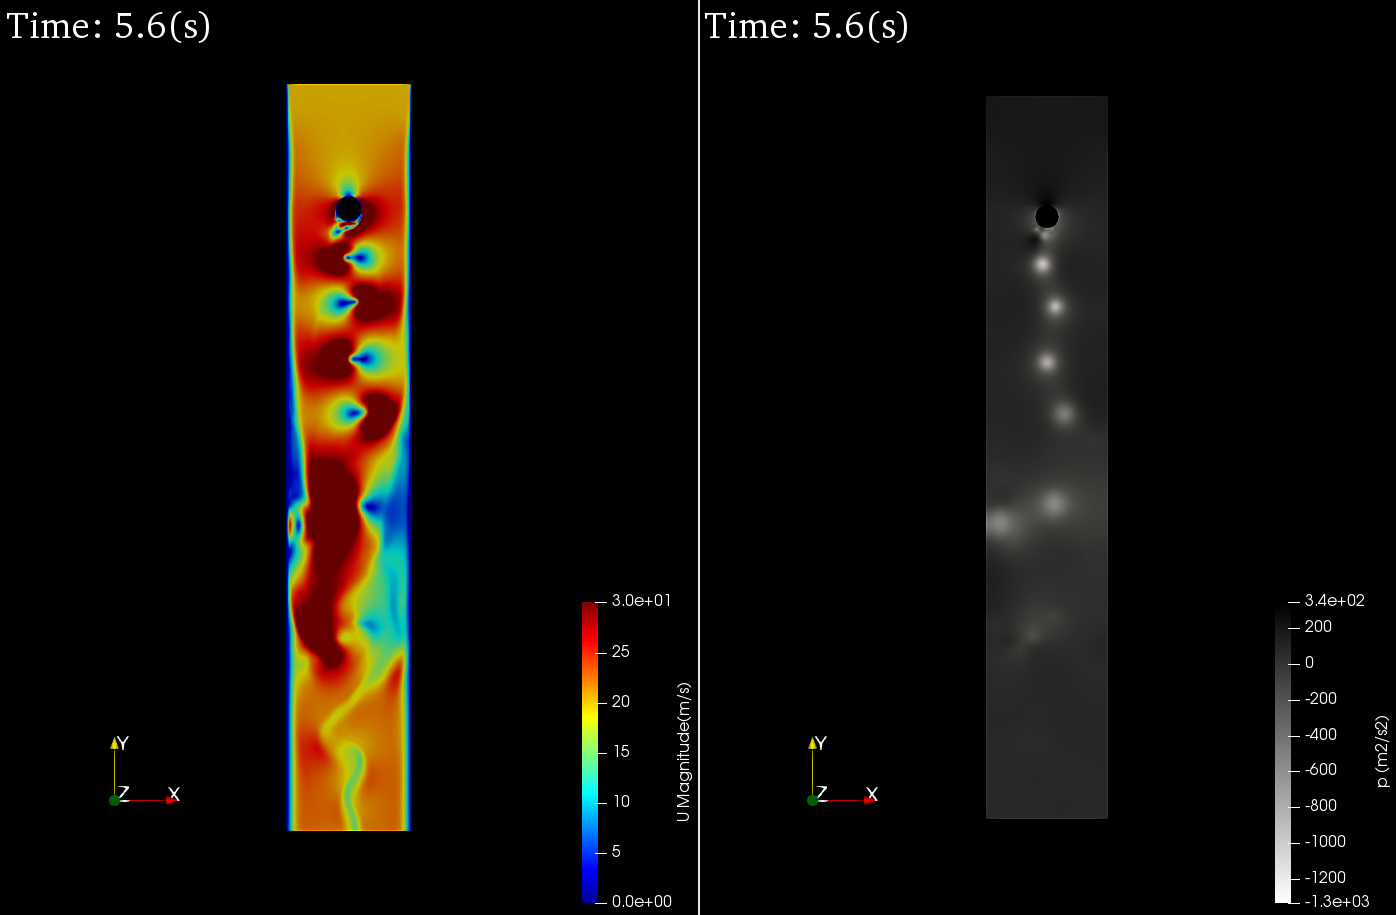 Time: 5.6(s)
3.0e+01
25
20
15
10
5
0.0e+00
U Magnitude(m/s)
Y
Z
X
Time: 5.6(s)
3.4e+02
200
0
-200
-400
-600
-800
-1000
-1200
-1.3e+03
p (m2/s2)
Y
Z
X